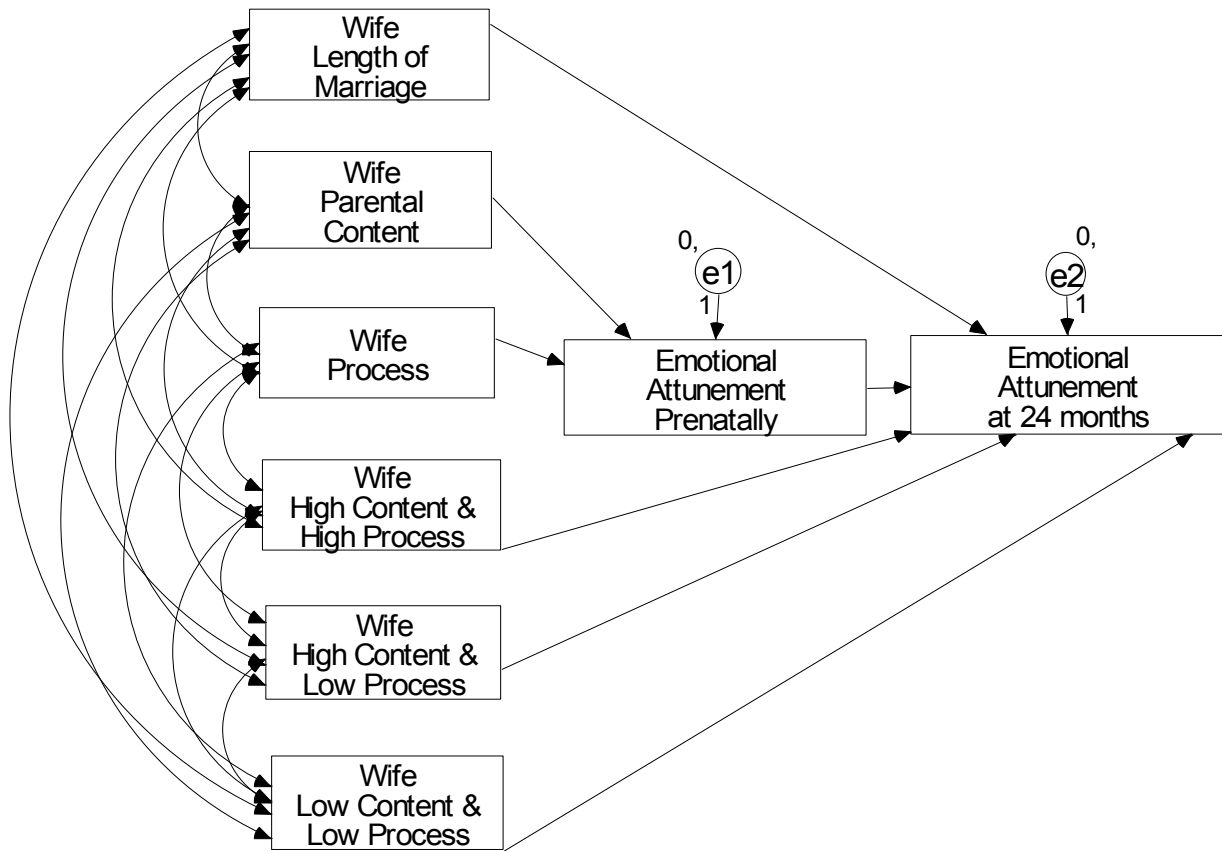 Wife
Length of
Marriage
Wife
Parental
Content
Wife
Process
Wife
High Content &
High Process
Wife
High Content &
Low Process
Wife
Low Content &
Low Process
0,
e1
1
Emotional
Attunement
Prenatally
0,
e2
1
Emotional
Attunement
at 24 months